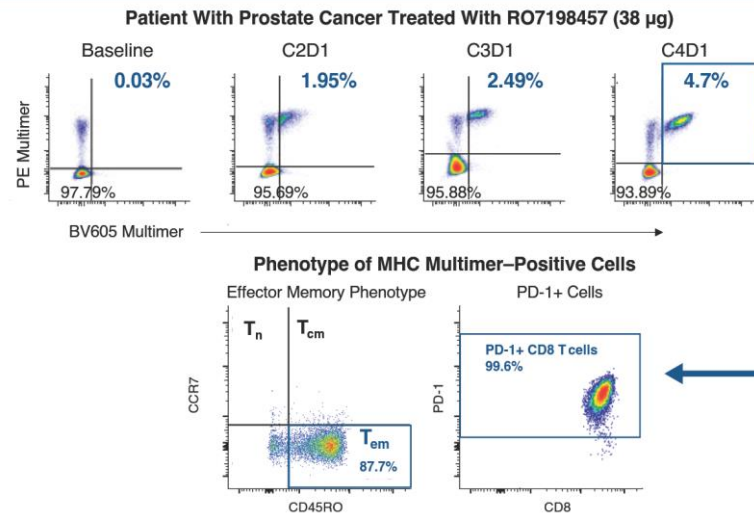 Patient With Prostate Cancer Treated With RO7198457 (38 µg)
Baseline
C2D1
C3D1
C4D1
0.03%
1.95%
2.49%
4.7%
PE Multimer
97.79%
95.69%
95.88%
93.89%
BV605 Multimer
Phenotype of MHC Multimer–Positive Cells
Effector Memory Phenotype
PD-1+ Cells
Tn
Tcm
CCR7
Tem
87.7%
CD45RO
PD-1+ CD8 T cells
99.6%
PD-1
CD8